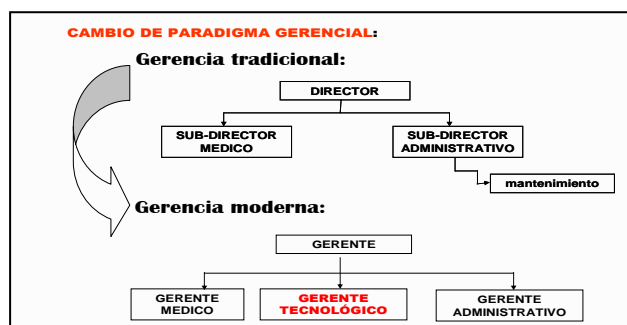 CAMBIO DE PARADIGMA GERENCIAL:
Gerencia tradicional:
DIRECTOR
SUB-DIRECTOR
MEDICO
SUB-DIRECTOR
ADMINISTRATIVO
mantenimiento
Gerencia moderna:
GERENTE
GERENTE
MEDICO
GERENTE
TECNOLÓGICO
GERENTE
ADMINISTRATIVO